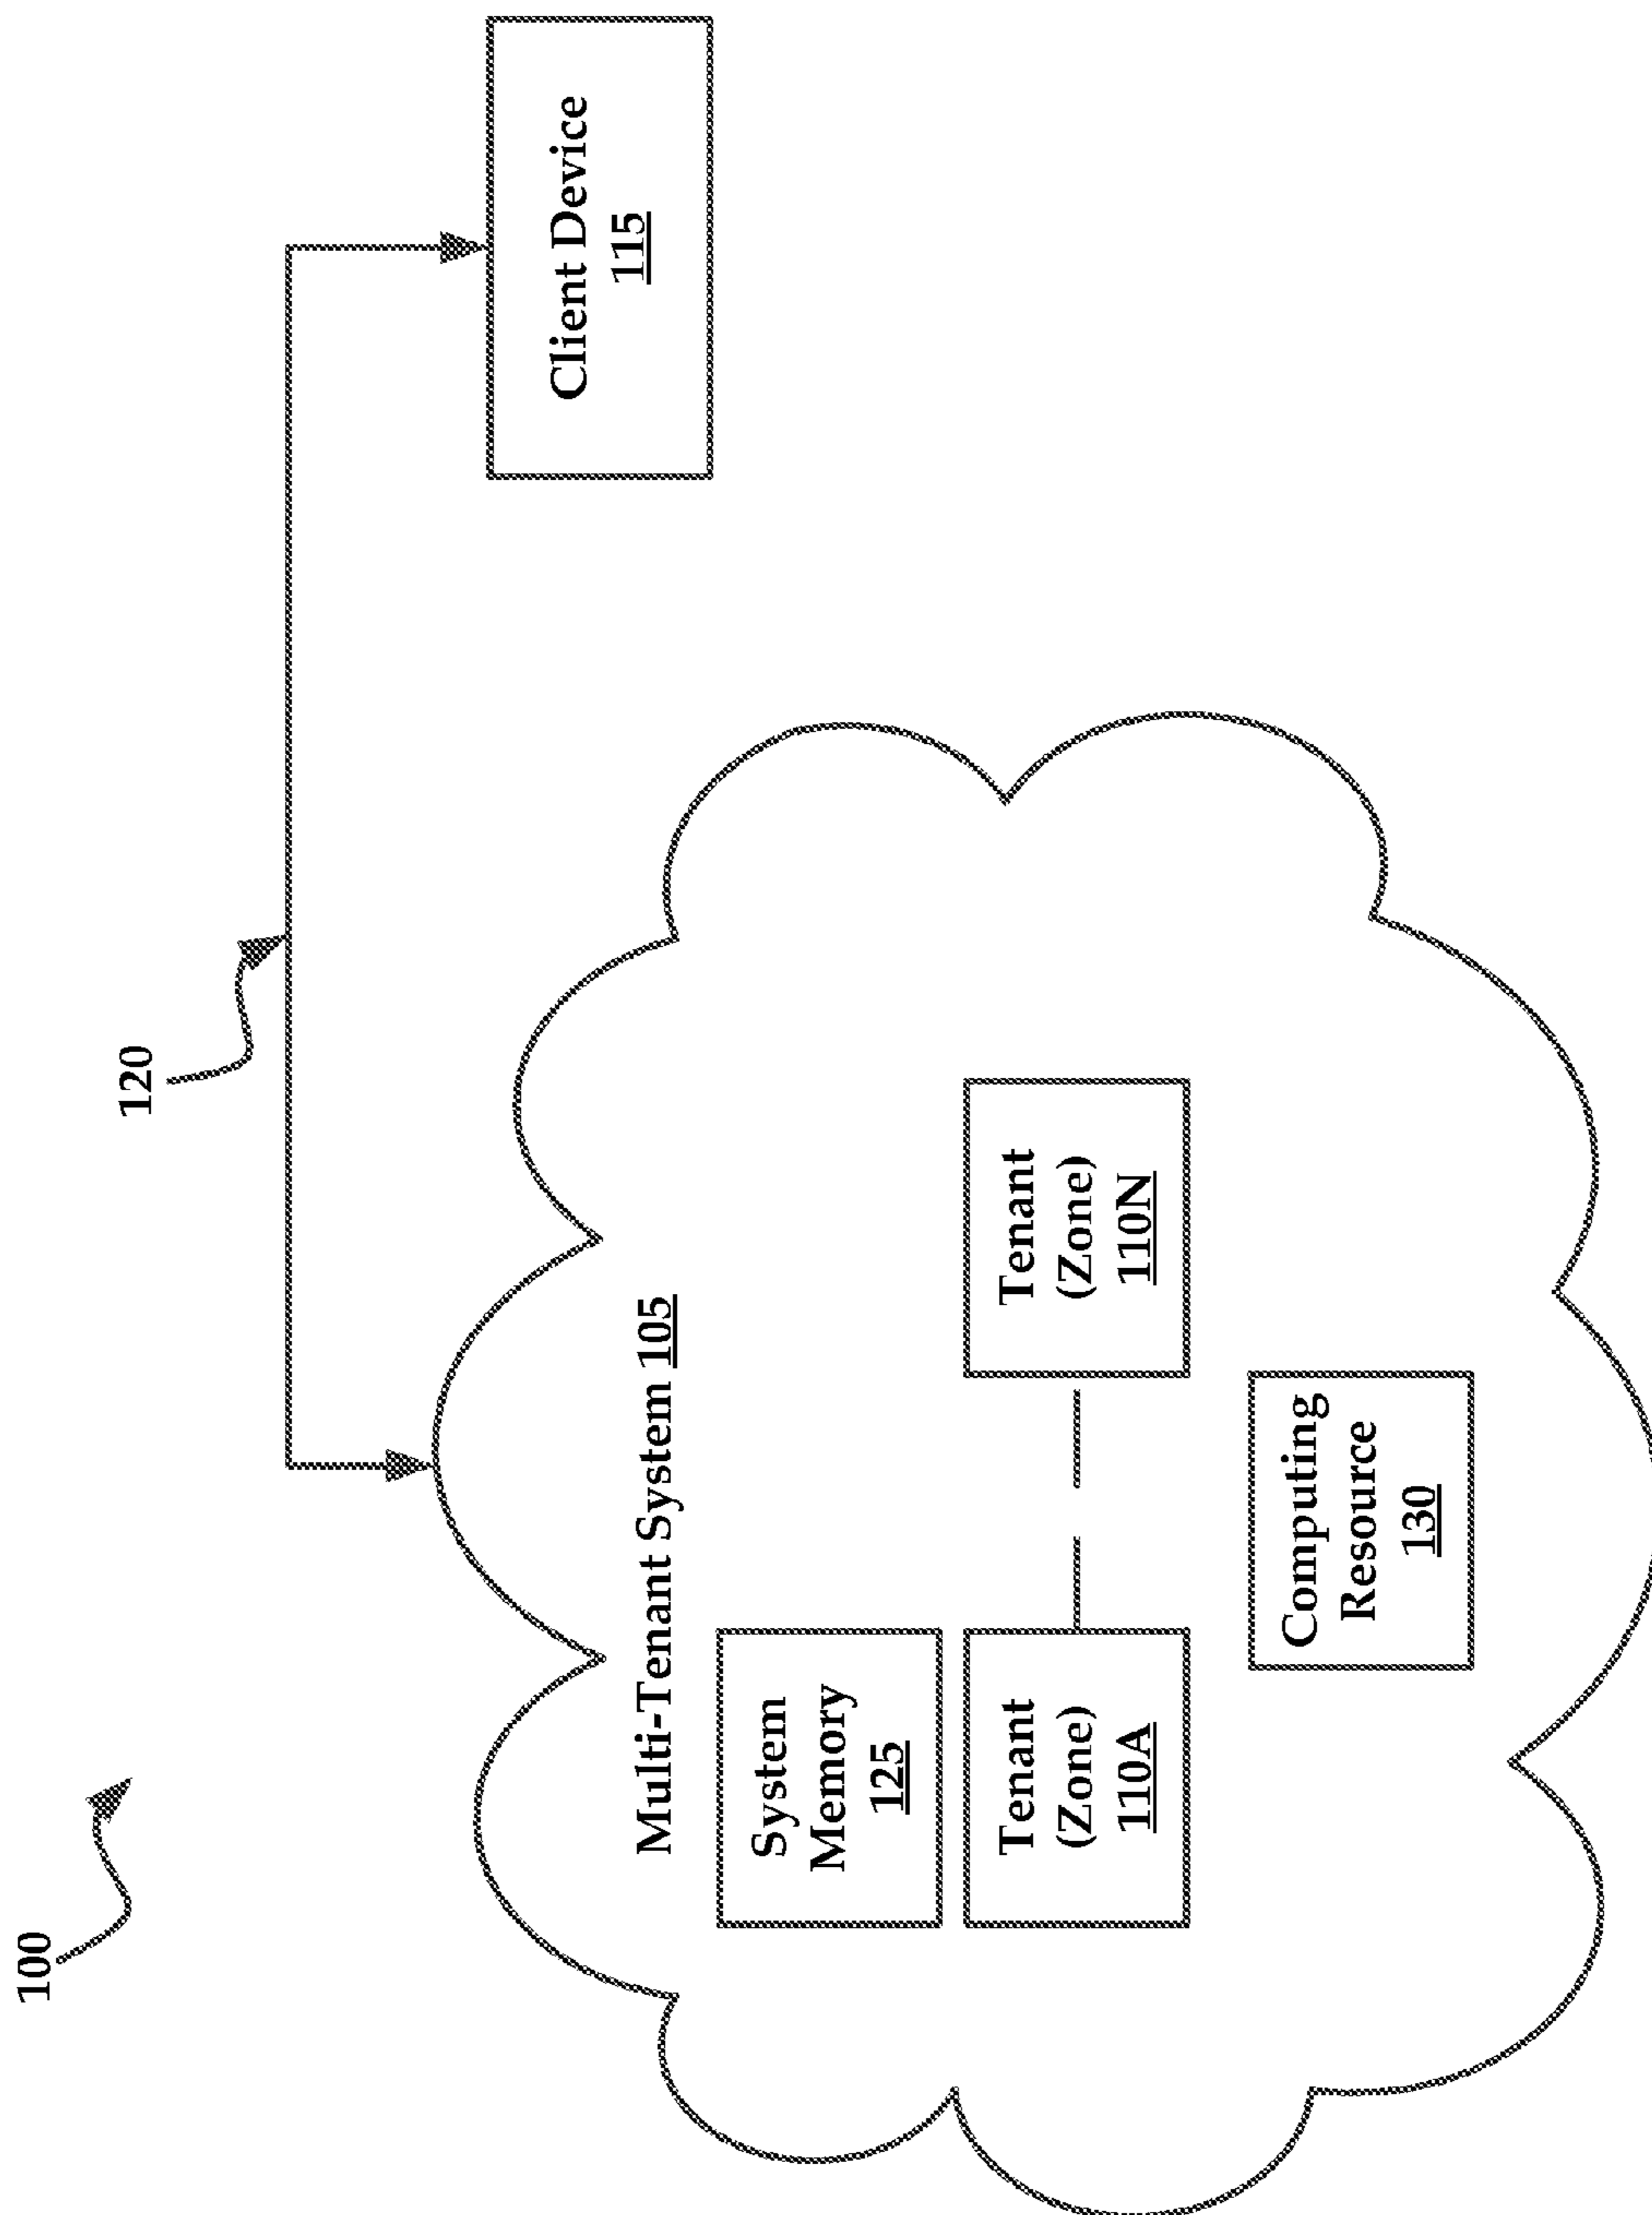 100
120
Client Device
115
Multi-Tenant System 105
System
Memory
125
Tenant
(Zone)
110A
Tenant
(Zone)
110N
Computing
Resource
130